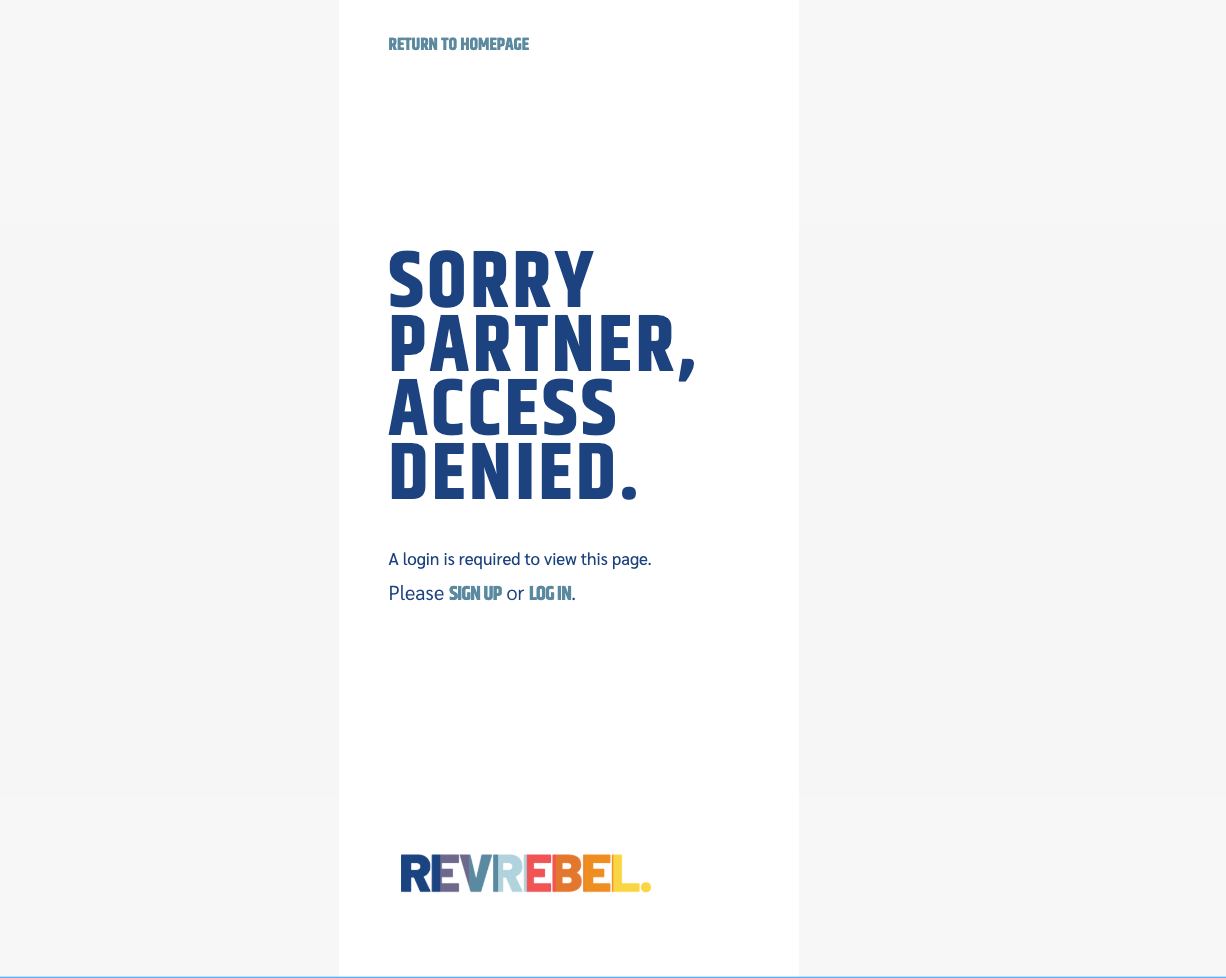 RETURN TO HOMEPAGE
SORRY
PARTNER,
ACCESS
DENIED.
A login is required to view this page.
Please SIGN UP or LOG IN.
REVREBEL.